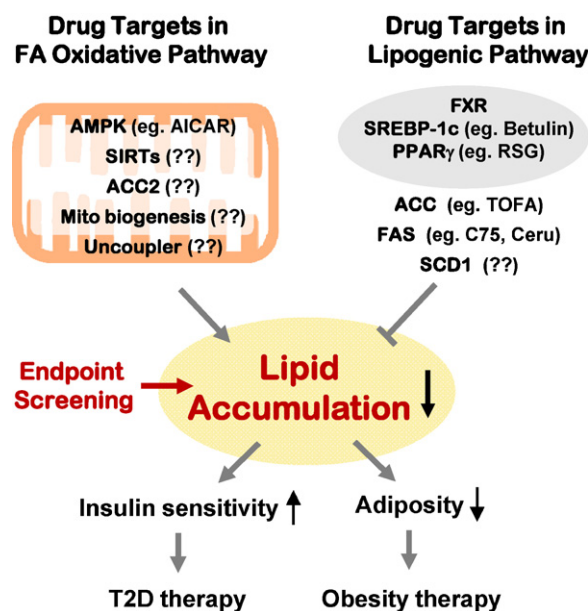 Drug Targets in
FA Oxidative Pathway
AMPK (eg. AICAR)
SIRTs (??)
ACC2 (??)
Mito biogenesis (??)
Uncoupler (??)
Drug Targets in
Lipogenic Pathway
FXR
SREBP-1c (eg. Betulin)
PPARγ (eg. RSG)
ACC (eg. TOFA)
FAS (eg. C75, Ceru)
SCD1 (??)
Endpoint
Screening
Lipid
Accumulation
Insulin sensitivity
Adiposity
T2D therapy
Obesity therapy